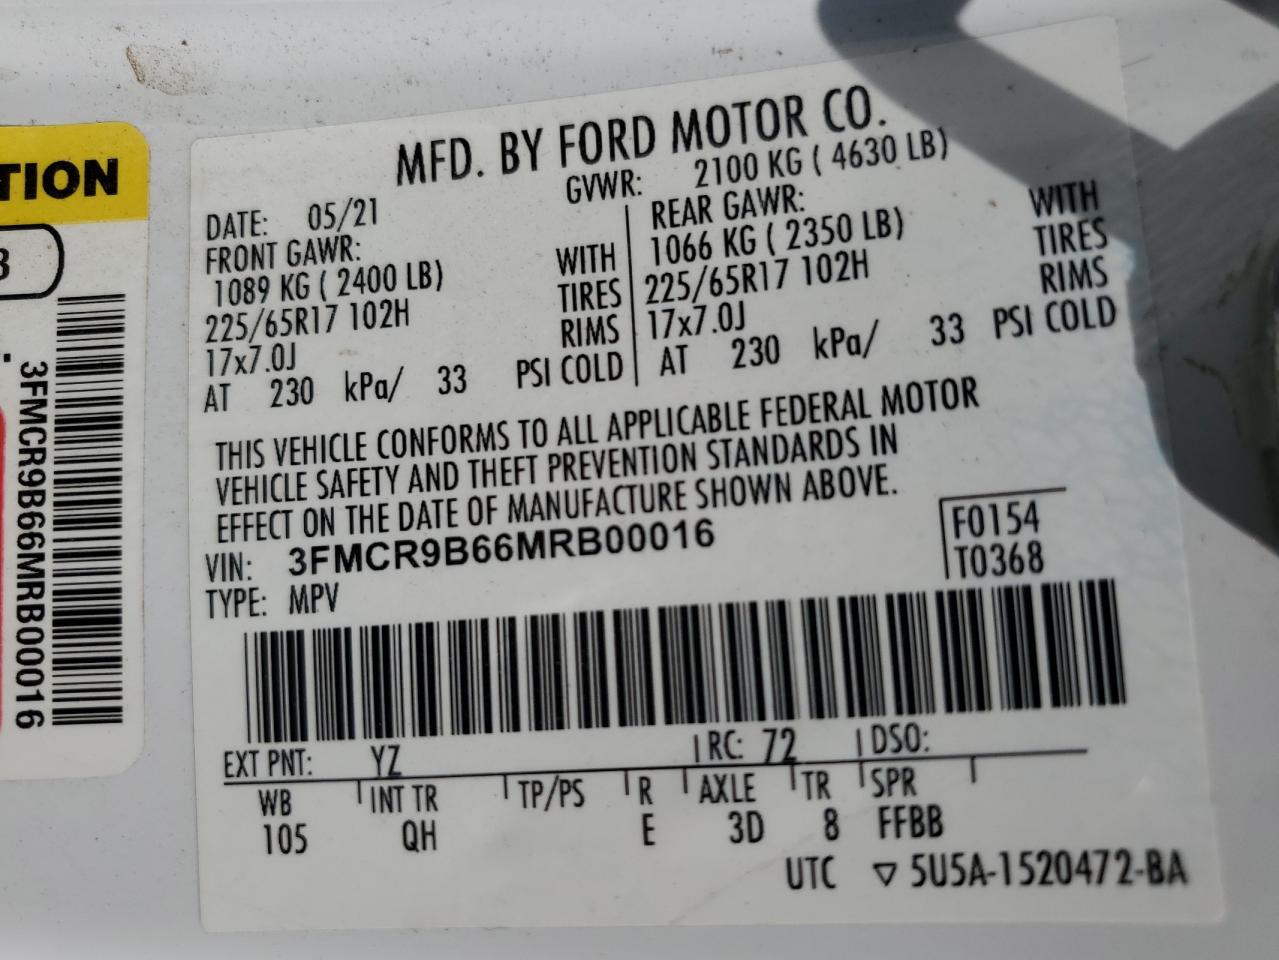 TION
3
3FMCR9B66MRB00016
MFD. BY FORD MOTOR CO.
DATE: 05/21 GVWR: 2100 KG ( 4630 LB)
FRONT GAWR: REAR GAWR:
1089 KG ( 2400 LB) WITH 1066 KG ( 2350 LB) WITH
225/65R17 102H TIRES 225/65R17 102H TIRES
17x7.0J RIMS 17x7.0J RIMS
AT 230 kPa/ 33 PSI COLD AT 230 kPa/ 33 PSI COLD
THIS VEHICLE CONFORMS TO ALL APPLICABLE FEDERAL MOTOR
VEHICLE SAFETY AND THEFT PREVENTION STANDARDS IN
EFFECT ON THE DATE OF MANUFACTURE SHOWN ABOVE.
VIN: 3FMCR9B66MRB00016 F0154
TYPE: MPV T0368
EXT PNT: YZ RC: 72 DSO:
WB INT TR TP/PS R AXLE TR SPR
105 QH E 3D 8 FFBB
UTC ▽ 5U5A-1520472-BA